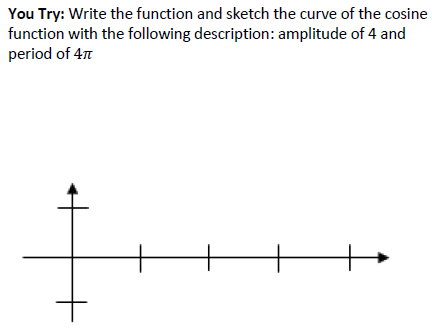 You Try: Write the function and sketch the curve of the cosine
function with the following description: amplitude of 4 and
period of 4π